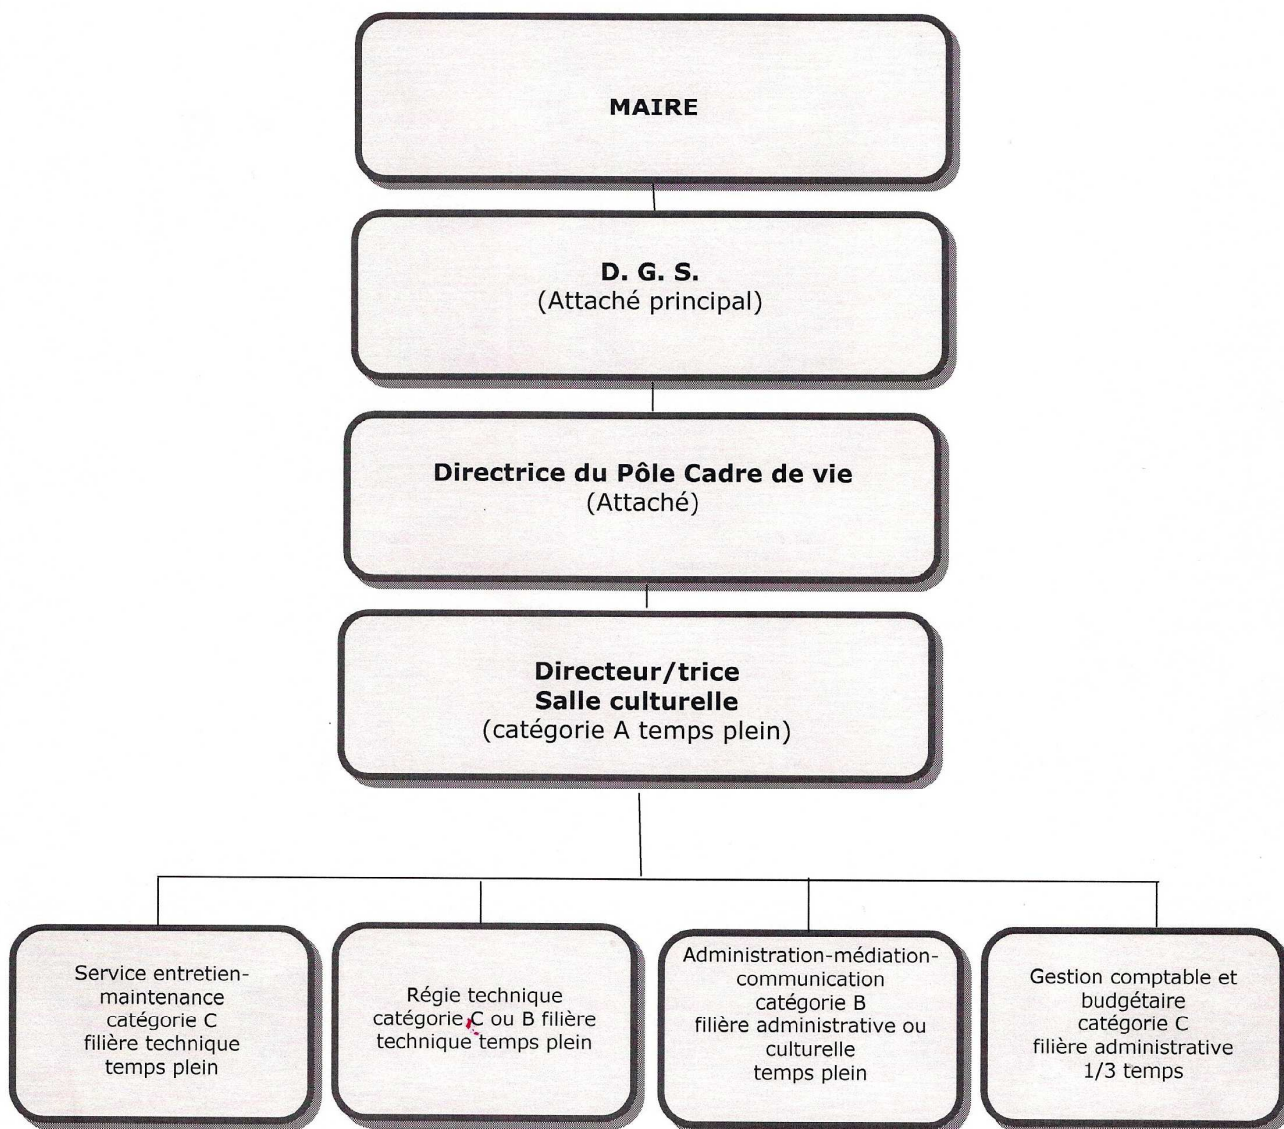 MAIRE
D. G. S.
(Attaché principal)
Directrice du Pôle Cadre de vie
(Attaché)
Directeur/trice
Salle culturelle
(catégorie A temps plein)
Service entretien-
maintenance
catégorie C
filière technique
temps plein
Régie technique
catégorie C ou B filière
technique temps plein
Administration-médiation-
communication
catégorie B
filière administrative ou
culturelle
temps plein
Gestion comptable et
budgétaire
catégorie C
filière administrative
1/3 temps